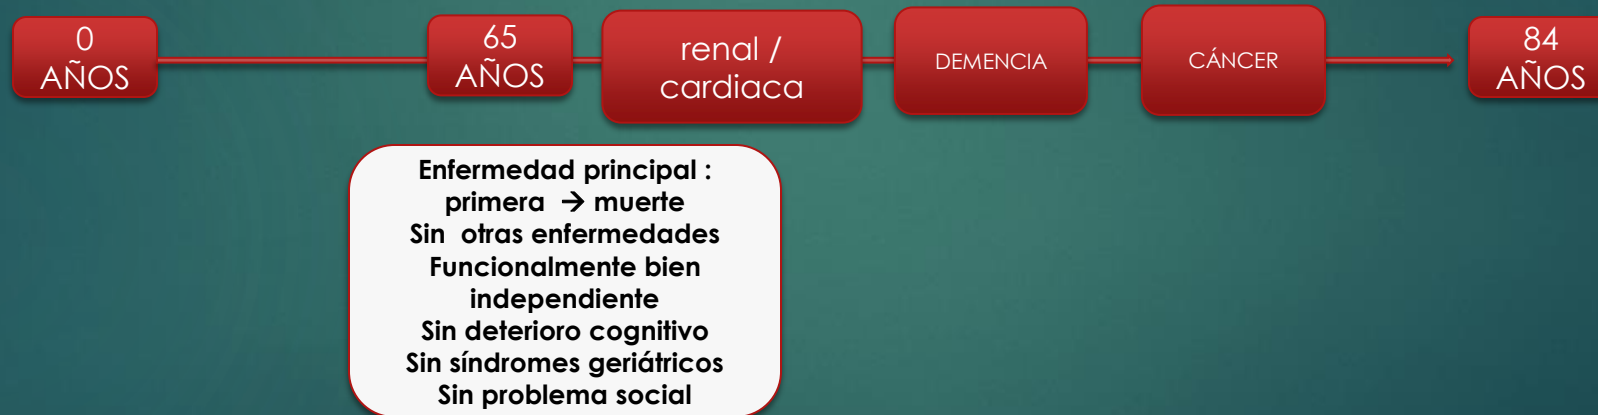 0
AÑOS
65
AÑOS
renal /
cardiaca
DEMENCIA
CÁNCER
84
AÑOS
Enfermedad principal :
primera → muerte
Sin otras enfermedades
Funcionalmente bien
independiente
Sin deterioro cognitivo
Sin síndromes geriátricos
Sin problema social